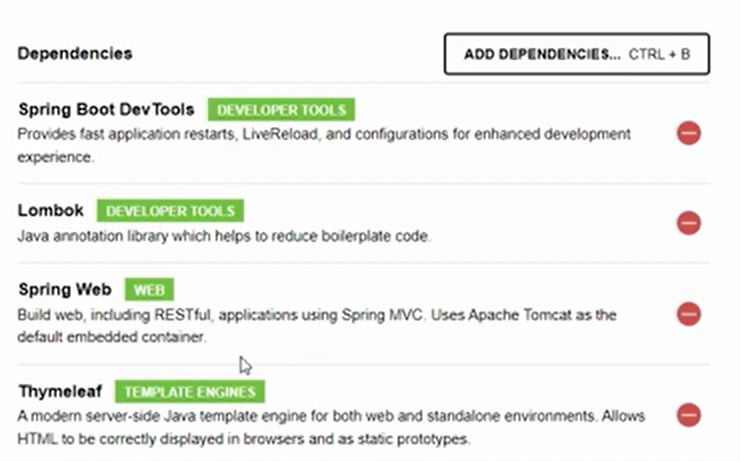 Dependencies
ADD DEPENDENCIES... CTRL + B
Spring Boot DevTools DEVELOPER TOOLS
Provides fast application restarts, LiveReload, and configurations for enhanced development
experience.
Lombok DEVELOPER TOOLS
Java annotation library which helps to reduce boilerplate code.
Spring Web WEB
Build web, including RESTful, applications using Spring MVC. Uses Apache Tomcat as the
default embedded container.
Thymeleaf TEMPLATE ENGINES
A modern server-side Java template engine for both web and standalone environments. Allows
HTML to be correctly displayed in browsers and as static prototypes.